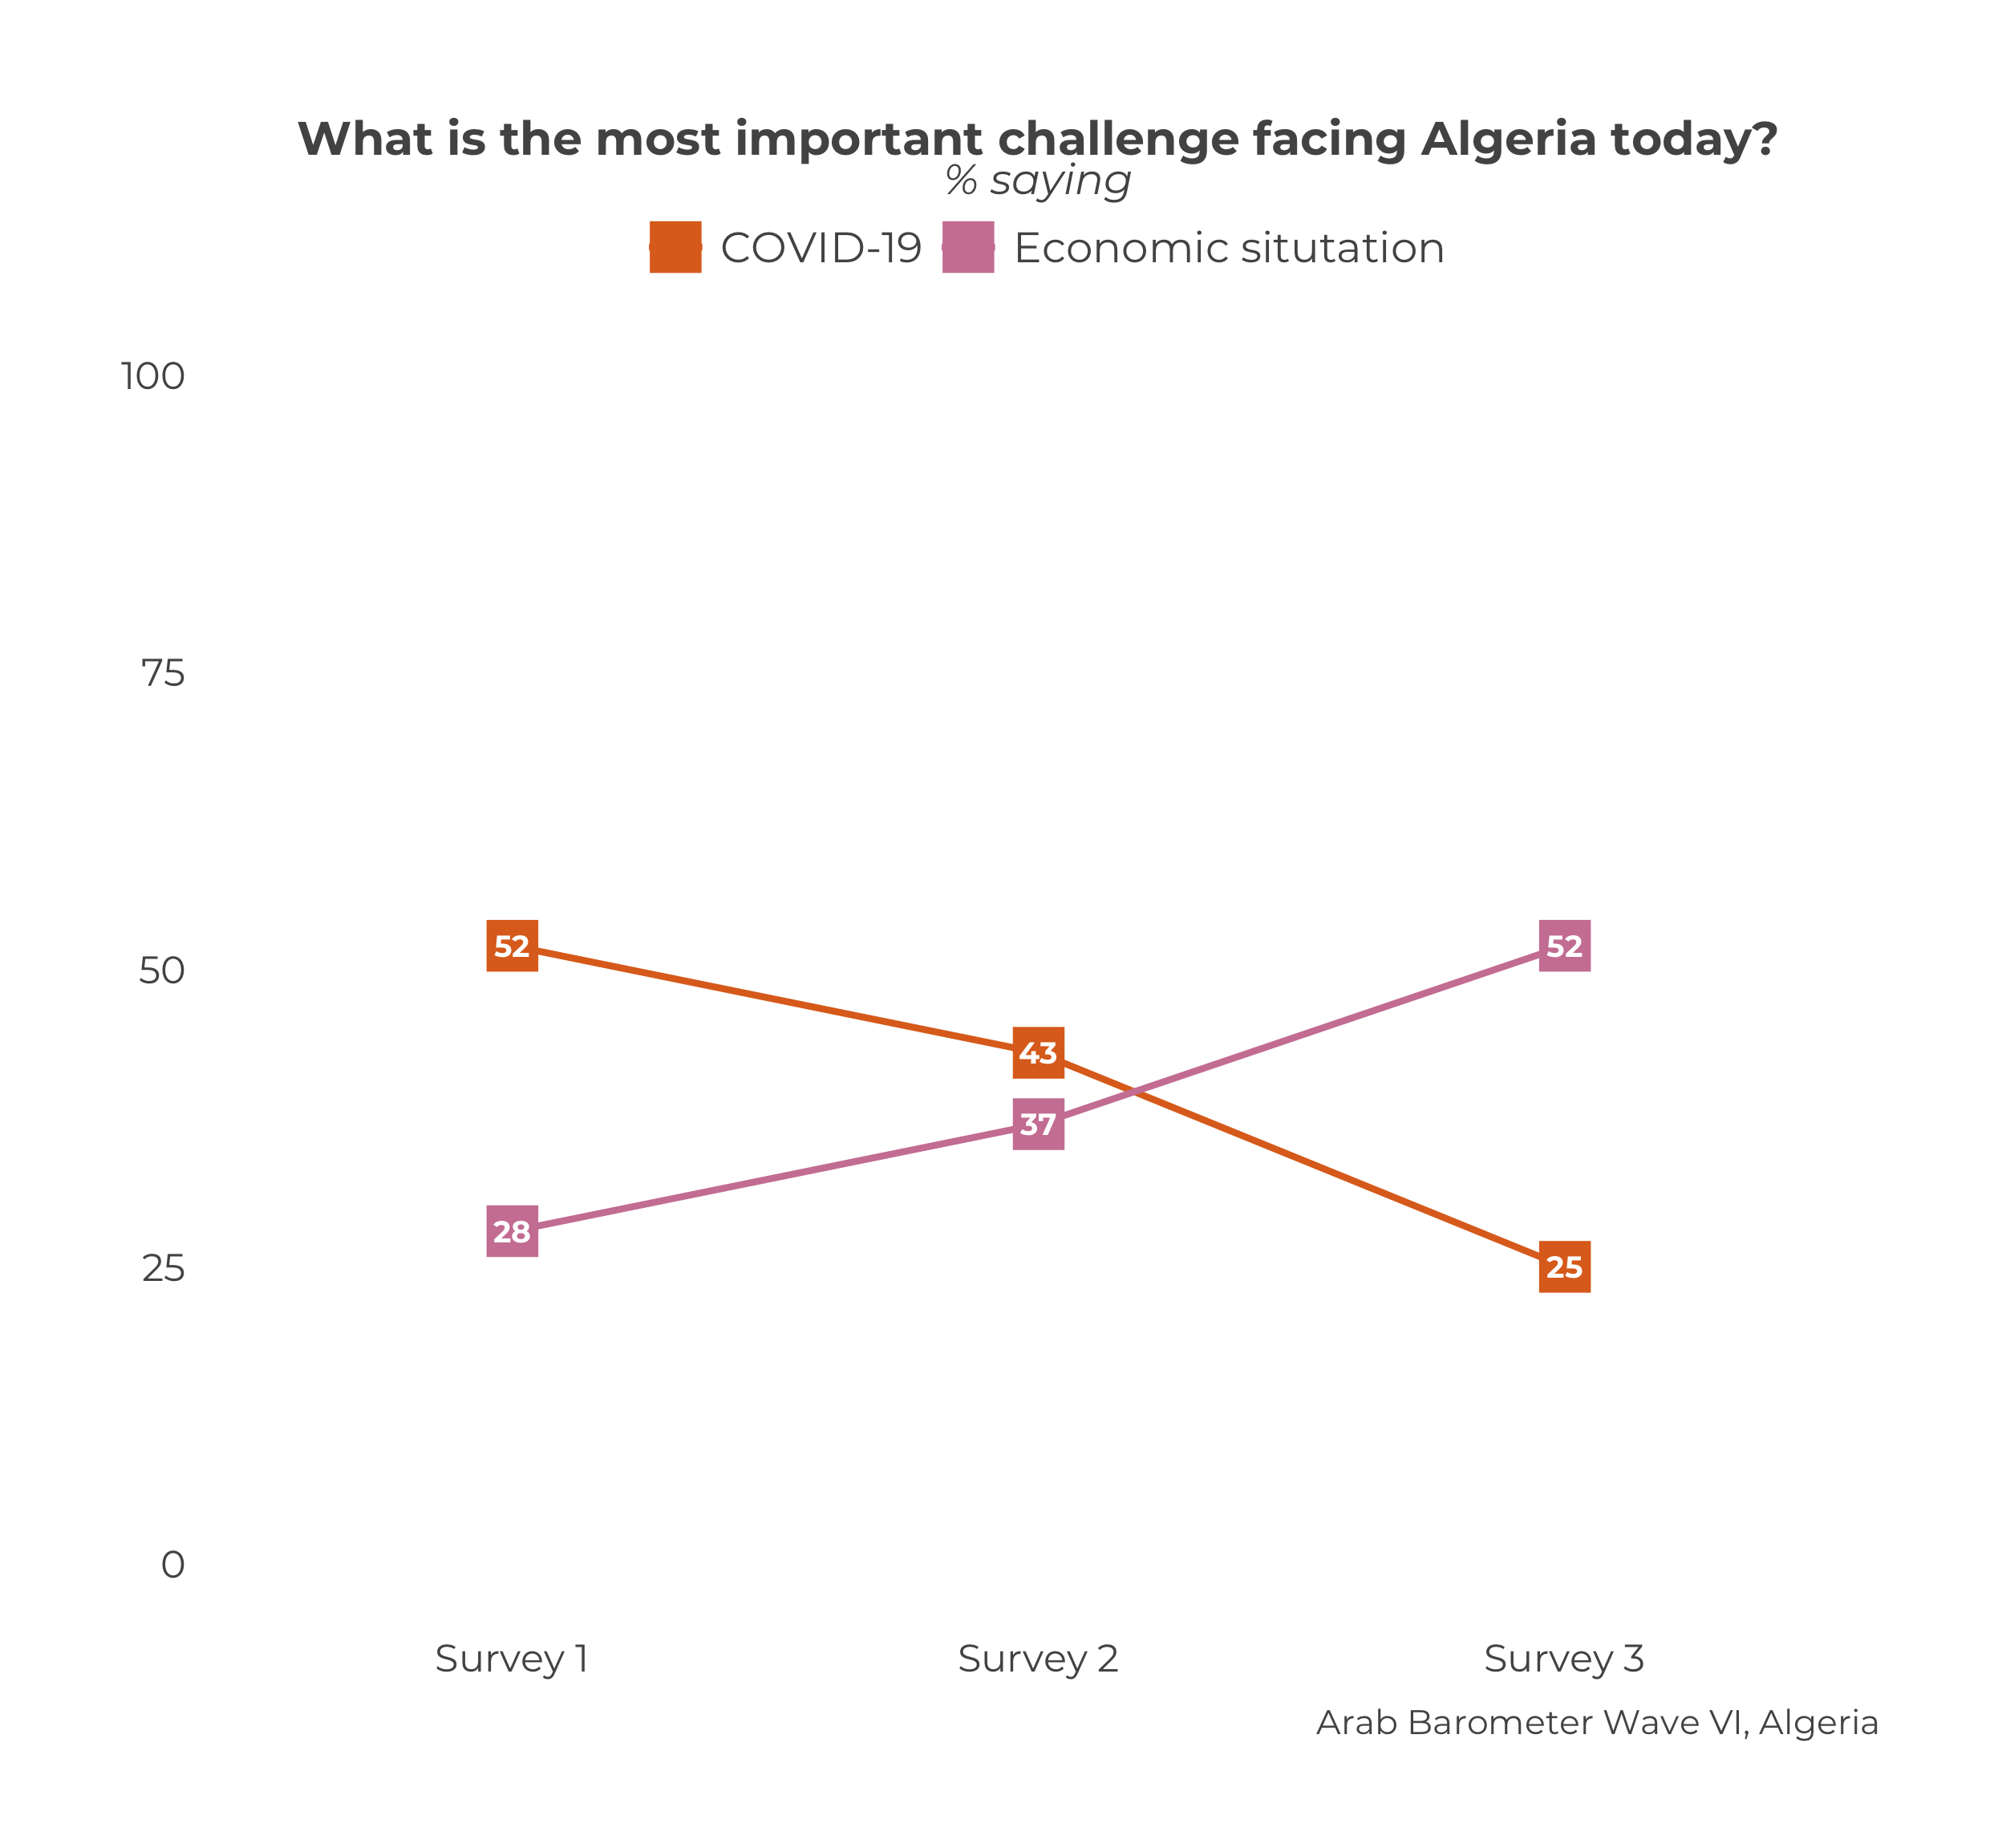 What is the most important challenge facing Algeria today?
% saying
COVID-19 Economic situtation
100
75
50
25
0
52
43
25
28
37
52
Survey 1 Survey 2 Survey 3
Arab Barometer Wave VI, Algeria